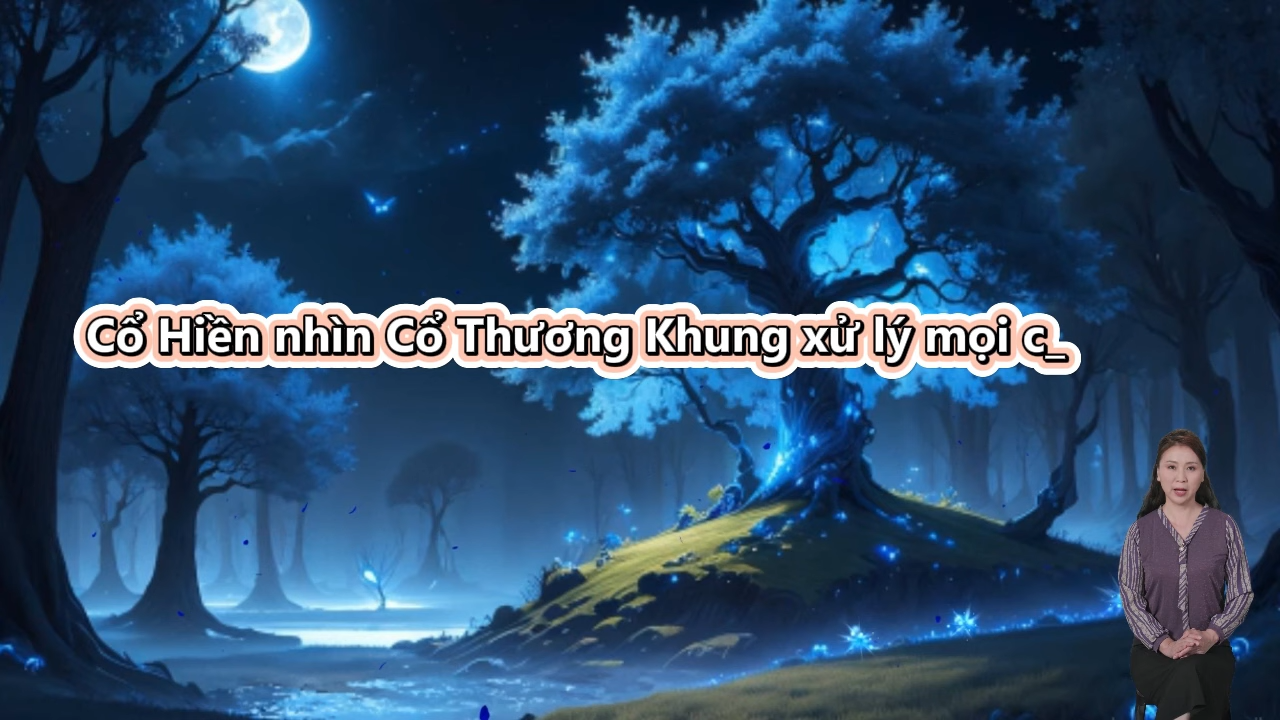 Cổ Hiền nhìn Cổ Thương Khung xử lý mọi c_